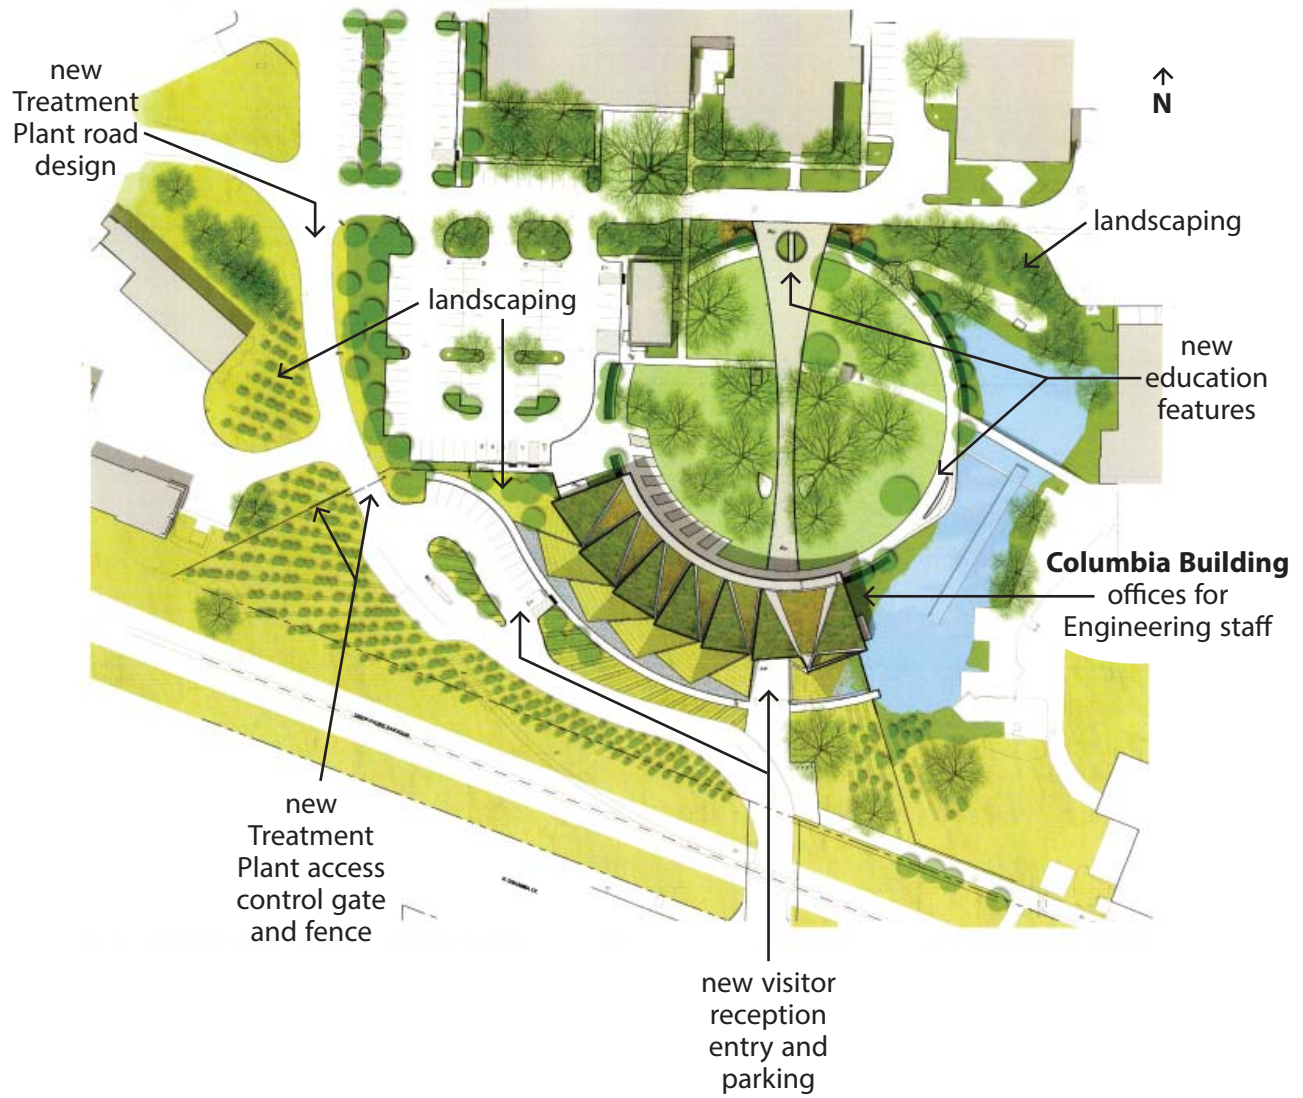 new
Treatment
Plant road
design
N
landscaping
landscaping
new
education
features
Columbia Building
offices for
Engineering staff
new
Treatment
Plant access
control gate
and fence
new visitor
reception
entry and
parking